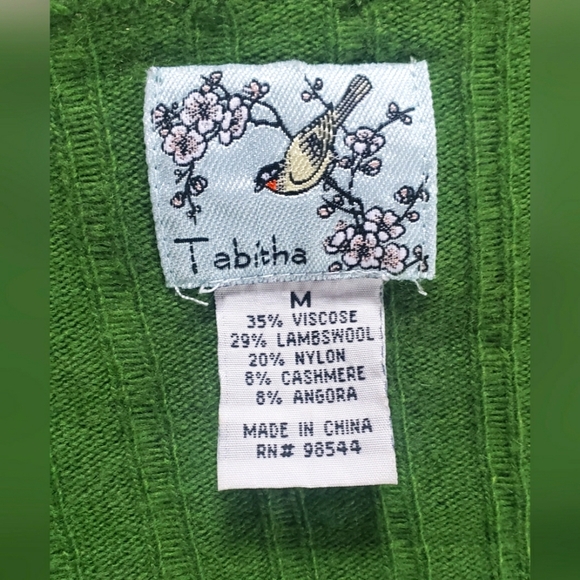 Tabitha
M
35% VISCOSE
29% LAMBSWOOL
20% NYLON
8% CASHMERE
8% ANGORA
MADE IN CHINA
RN# 98544